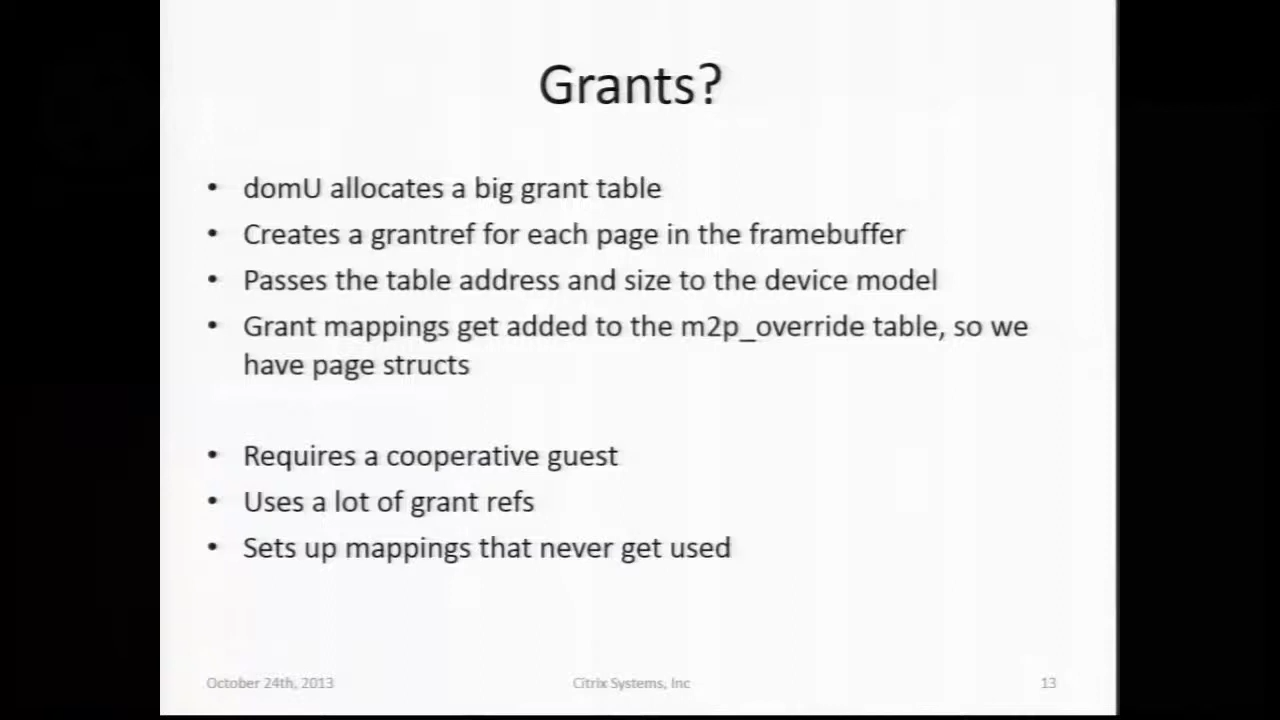 Grants?
• domU allocates a big grant table
• Creates a grantref for each page in the framebuffer
• Passes the table address and size to the device model
• Grant mappings get added to the m2p_override table, so we
have page structs
• Requires a cooperative guest
• Uses a lot of grant refs
• Sets up mappings that never get used
October 24th, 2013
Citrix Systems, Inc
13